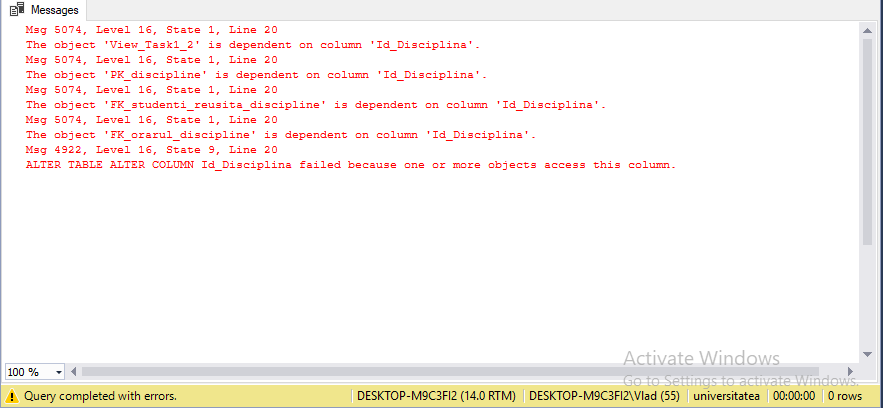 Messages
Msg 5074, Level 16, State 1, Line 20
The object 'View_Task1_2' is dependent on column 'Id_Disciplina'.
Msg 5074, Level 16, State 1, Line 20
The object 'PK_discipline' is dependent on column 'Id_Disciplina'.
Msg 5074, Level 16, State 1, Line 20
The object 'FK_studenti_reusita_discipline' is dependent on column 'Id_Disciplina'.
Msg 5074, Level 16, State 1, Line 20
The object 'FK_orarul_discipline' is dependent on column 'Id_Disciplina'.
Msg 4922, Level 16, State 9, Line 20
ALTER TABLE ALTER COLUMN Id_Disciplina failed because one or more objects access this column.
Activate Windows
Go to Settings to activate Windows.
100 %
Query completed with errors.
DESKTOP-M9C3FI2 (14.0 RTM)
DESKTOP-M9C3FI2\Vlad (55)
universitatea
00:00:00
0 rows